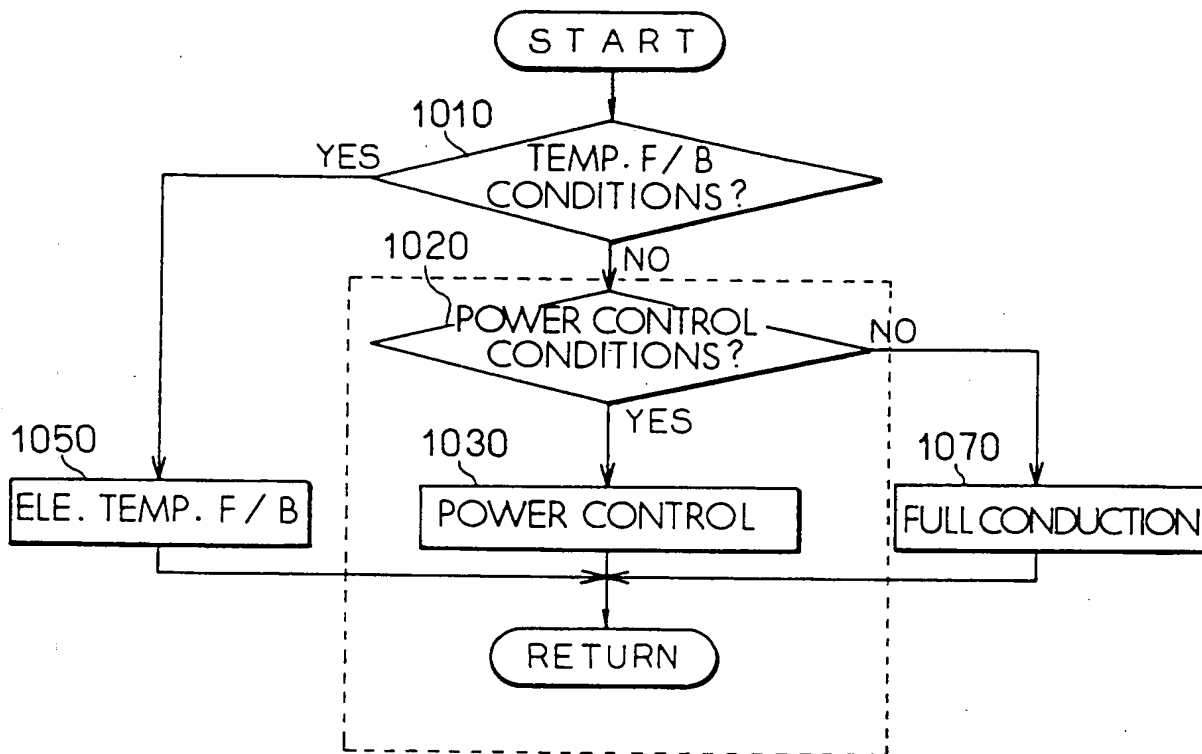 START
1010
YES
TEMP. F/B
CONDITIONS?
1020
NO
POWER CONTROL
CONDITIONS?
NO
YES
1050
1030
1070
ELE. TEMP. F/B
POWER CONTROL
FULL CONDUCTION
RETURN